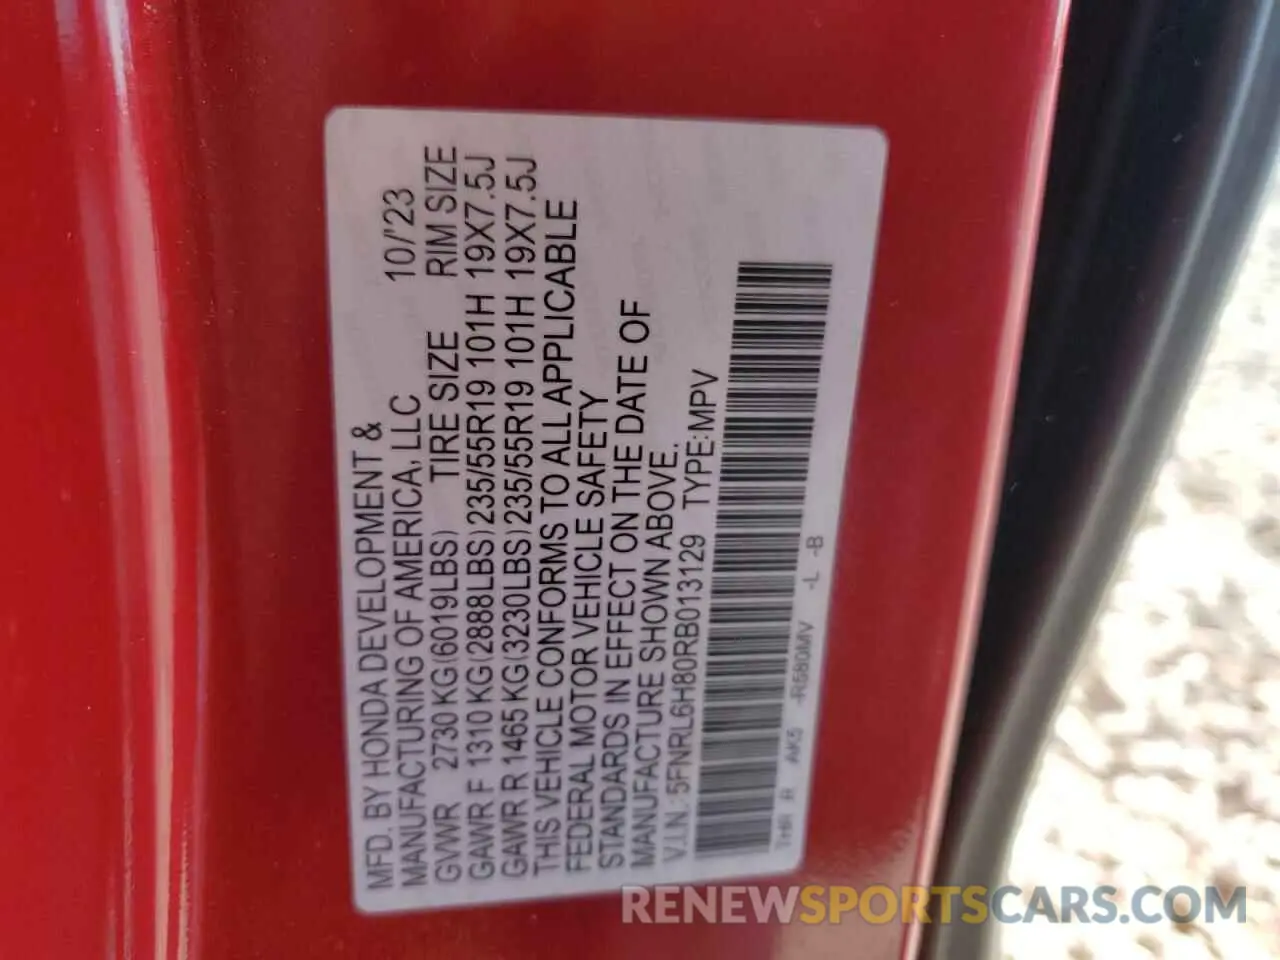 MFD. BY HONDA DEVELOPMENT &
MANUFACTURING OF AMERICA, LLC 10/'23
GVWR 2730 KG(6019LBS) TIRE SIZE RIM SIZE
GAWR F 1310 KG(2888LBS) 235/55R19 101H 19X7.5J
GAWR R 1465 KG(3230LBS) 235/55R19 101H 19X7.5J
THIS VEHICLE CONFORMS TO ALL APPLICABLE
FEDERAL MOTOR VEHICLE SAFETY
STANDARDS IN EFFECT ON THE DATE OF
MANUFACTURE SHOWN ABOVE.
V.I.N.: 5FNRL6H80RB013129 TYPE:MPV
THR B AK5 -R580MV -L -B
RENEWSPORTSCARS.COM